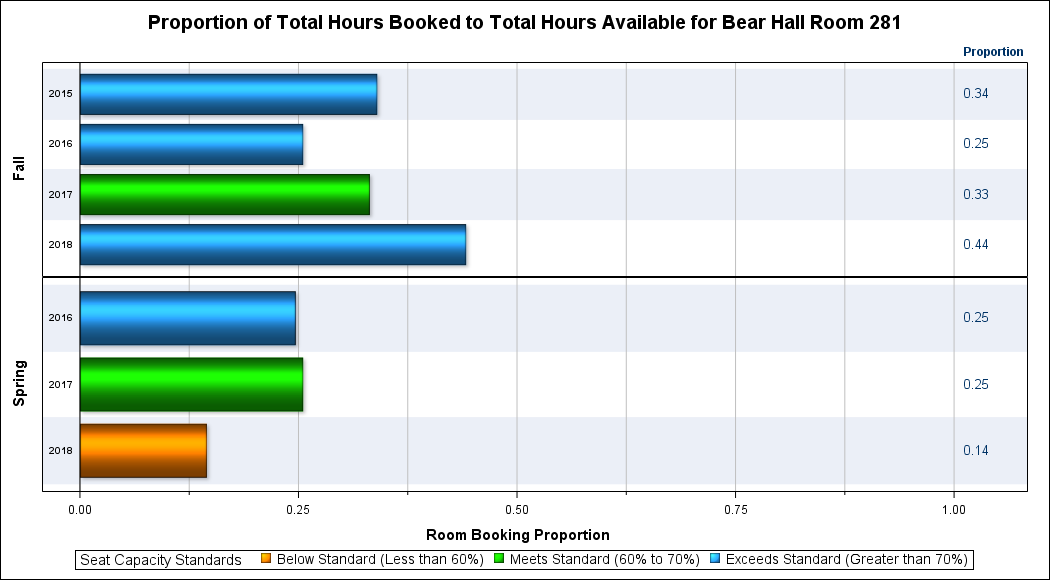 Proportion of Total Hours Booked to Total Hours Available for Bear Hall Room 281
Proportion
Fall
2015 0.34
2016 0.25
2017 0.33
2018 0.44
Spring
2016 0.25
2017 0.25
2018 0.14
0.00 0.25 0.50 0.75 1.00
Room Booking Proportion
Seat Capacity Standards Below Standard (Less than 60%) Meets Standard (60% to 70%) Exceeds Standard (Greater than 70%)